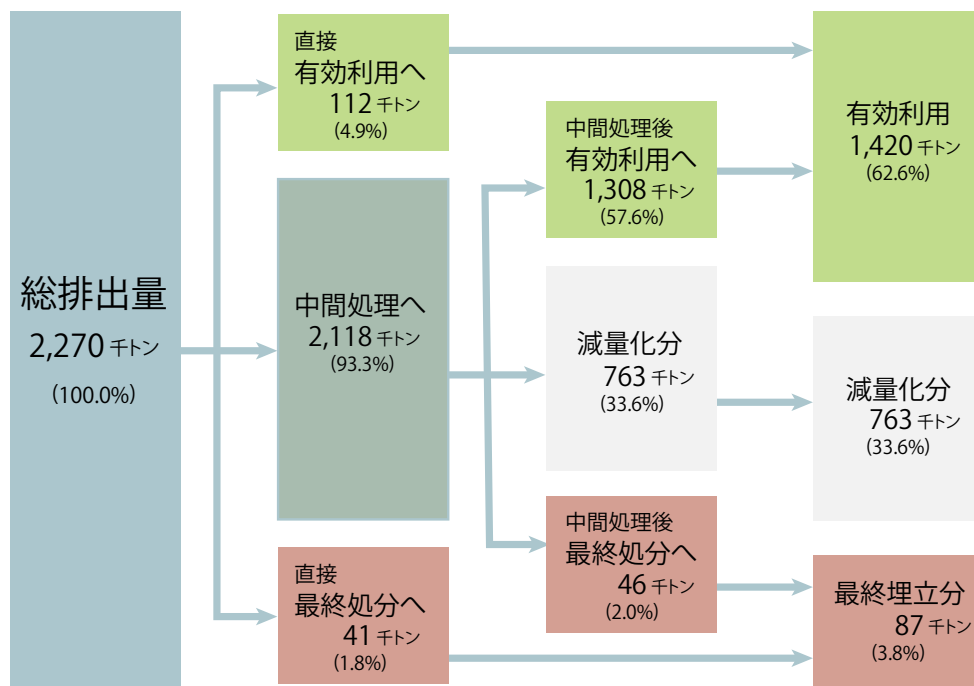 総排出量
2,270 千トン
(100.0%)
直接
有効利用へ
112 千トン
(4.9%)
中間処理へ
2,118 千トン
(93.3%)
直接
最終処分へ
41 千トン
(1.8%)
中間処理後
有効利用へ
1,308 千トン
(57.6%)
減量化分
763 千トン
(33.6%)
中間処理後
最終処分へ
46 千トン
(2.0%)
有効利用
1,420 千トン
(62.6%)
減量化分
763 千トン
(33.6%)
最終埋立分
87 千トン
(3.8%)